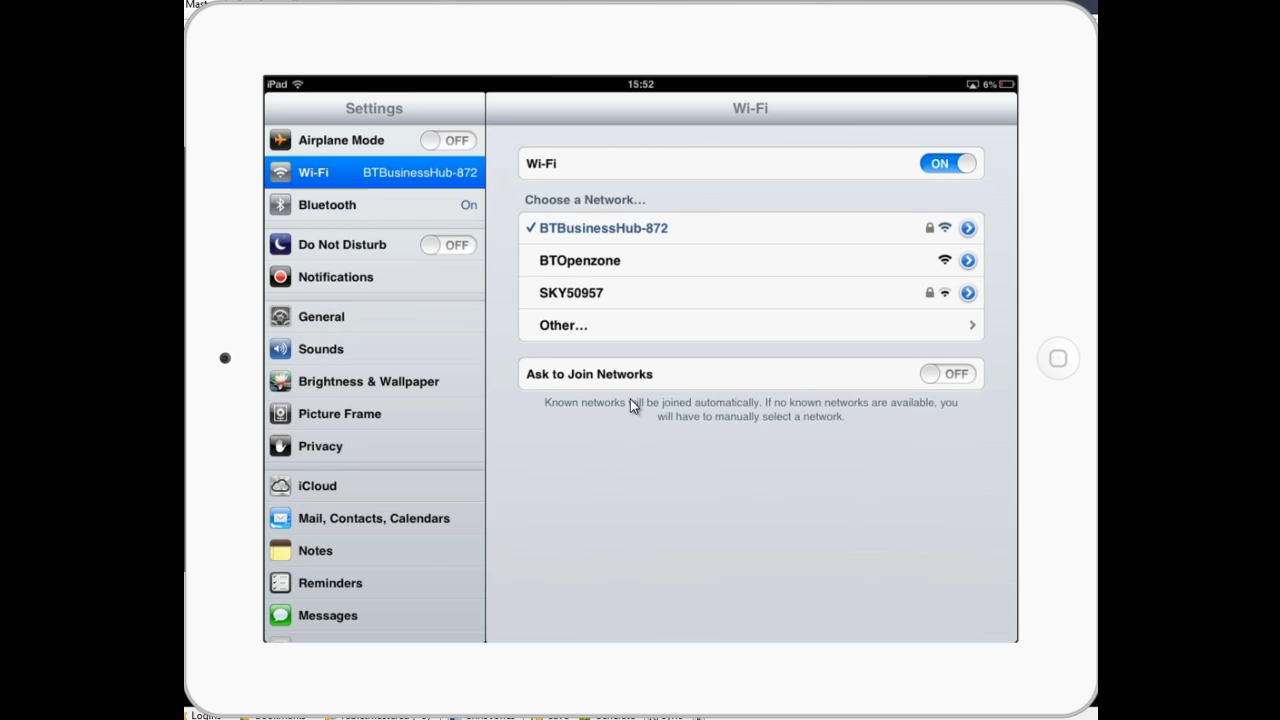 Mas
iPad 15:52 6%
Settings
Wi-Fi
Airplane Mode OFF
Wi-Fi BTBusinessHub-872
Bluetooth On
Do Not Disturb OFF
Notifications
General
Sounds
Brightness & Wallpaper
Picture Frame
Privacy
iCloud
Mail, Contacts, Calendars
Notes
Reminders
Messages
Wi-Fi ON
Choose a Network...
✓ BTBusinessHub-872
BTOpenzone
SKY50957
Other...
Ask to Join Networks OFF
Known networks will be joined automatically. If no known networks are available, you
will have to manually select a network.